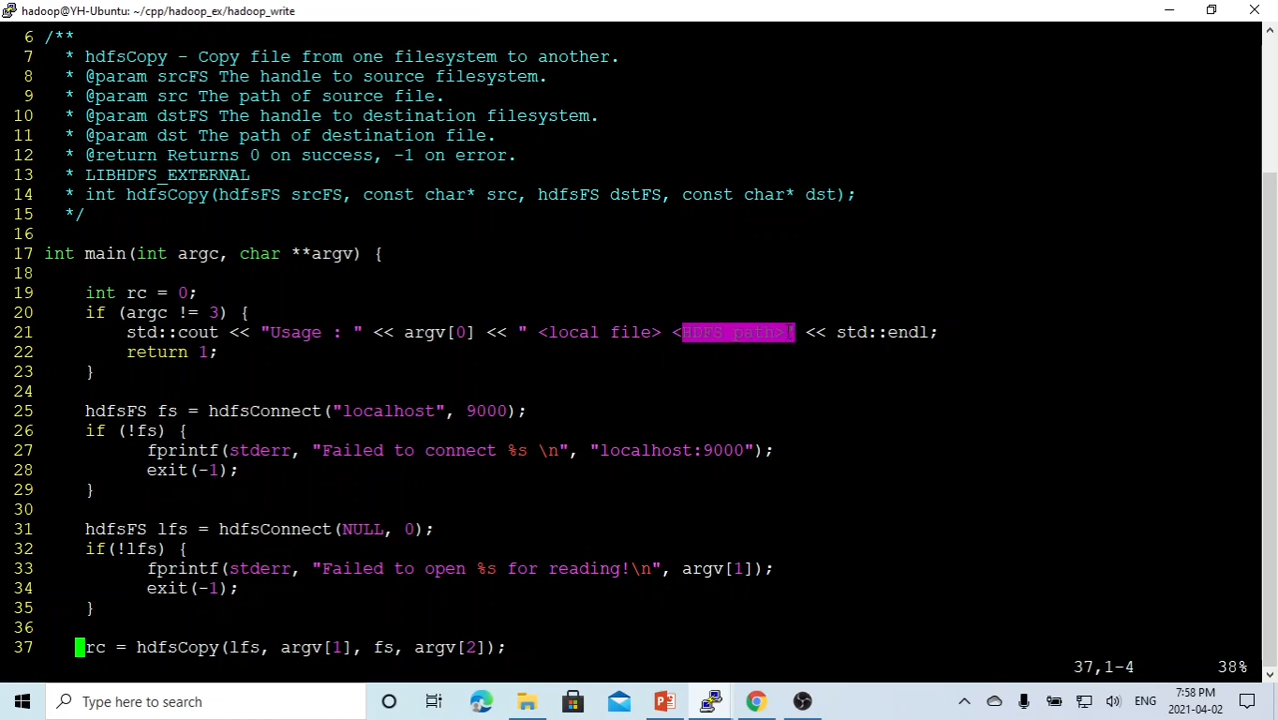 hadoop@YH-Ubuntu: ~/cpp/hadoop_ex/hadoop_write
6 /**
7  * hdfsCopy - Copy file from one filesystem to another.
8  * @param srcFS The handle to source filesystem.
9  * @param src The path of source file.
10  * @param dstFS The handle to destination filesystem.
11  * @param dst The path of destination file.
12  * @return Returns 0 on success, -1 on error.
13  * LIBHDFS_EXTERNAL
14  * int hdfsCopy(hdfsFS srcFS, const char* src, hdfsFS dstFS, const char* dst);
15  */
16
17 int main(int argc, char **argv) {
18
19     int rc = 0;
20     if (argc != 3) {
21         std::cout << "Usage : " << argv[0] << " <local file> <HDFS path>" << std::endl;
22         return 1;
23     }
24
25     hdfsFS fs = hdfsConnect("localhost", 9000);
26     if (!fs) {
27           fprintf(stderr, "Failed to connect %s \n", "localhost:9000");
28           exit(-1);
29     }
30
31     hdfsFS lfs = hdfsConnect(NULL, 0);
32     if(!lfs) {
33           fprintf(stderr, "Failed to open %s for reading!\n", argv[1]);
34           exit(-1);
35     }
36
37     rc = hdfsCopy(lfs, argv[1], fs, argv[2]);
37,1-4 38%
Type here to search
ENG
7:58 PM
2021-04-02